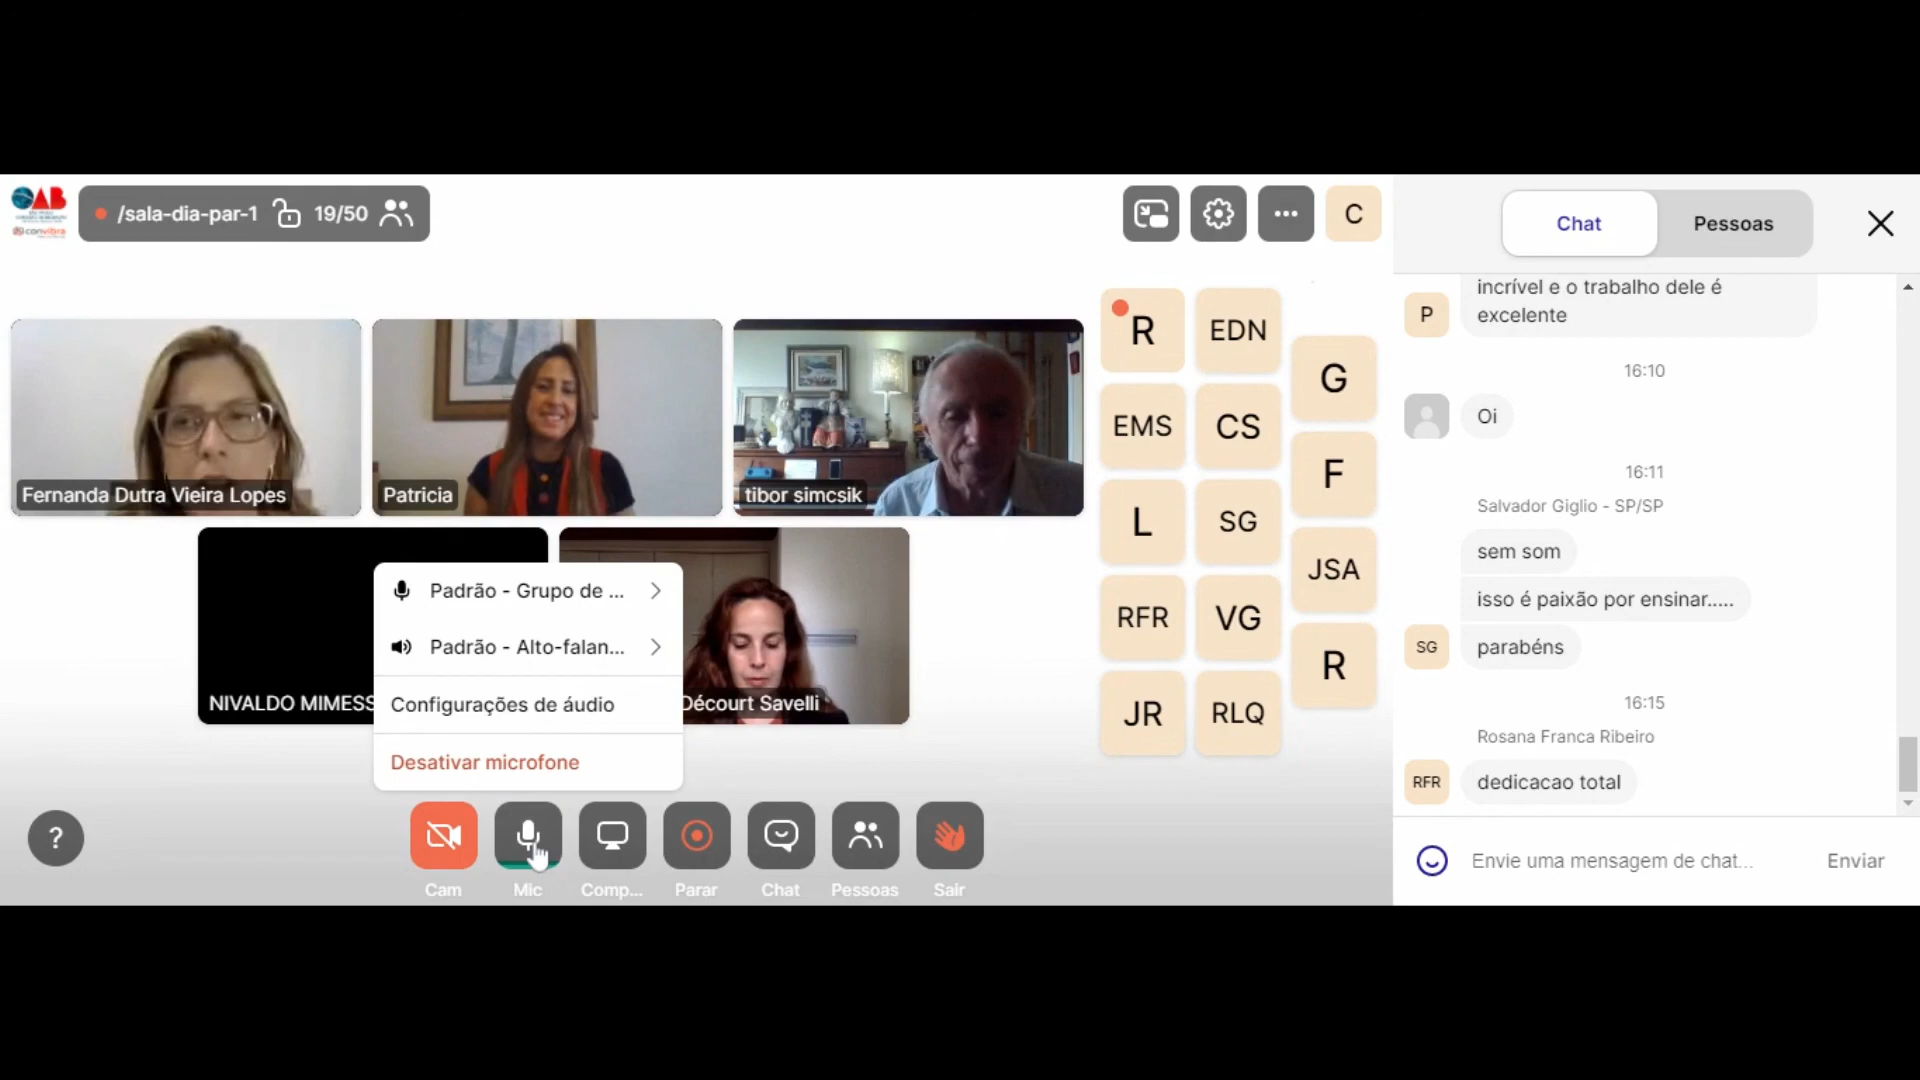 OAB
convibra
/sala-dia-par-1
19/50
C
Chat
Pessoas
Fernanda Dutra Vieira Lopes
Patricia
tibor simcsik
NIVALDO MIMESS
Décourt Savelli
Padrão - Grupo de ...
Padrão - Alto-falan...
Configurações de áudio
Desativar microfone
R
EDN
G
EMS
CS
F
L
SG
JSA
RFR
VG
R
JR
RLQ
?
Cam
Mic
Comp...
Parar
Chat
Pessoas
Sair
incrível e o trabalho dele é
excelente
P
16:10
Oi
16:11
Salvador Giglio - SP/SP
sem som
isso é paixão por ensinar.....
SG
parabéns
16:15
Rosana Franca Ribeiro
RFR
dedicacao total
Envie uma mensagem de chat...
Enviar